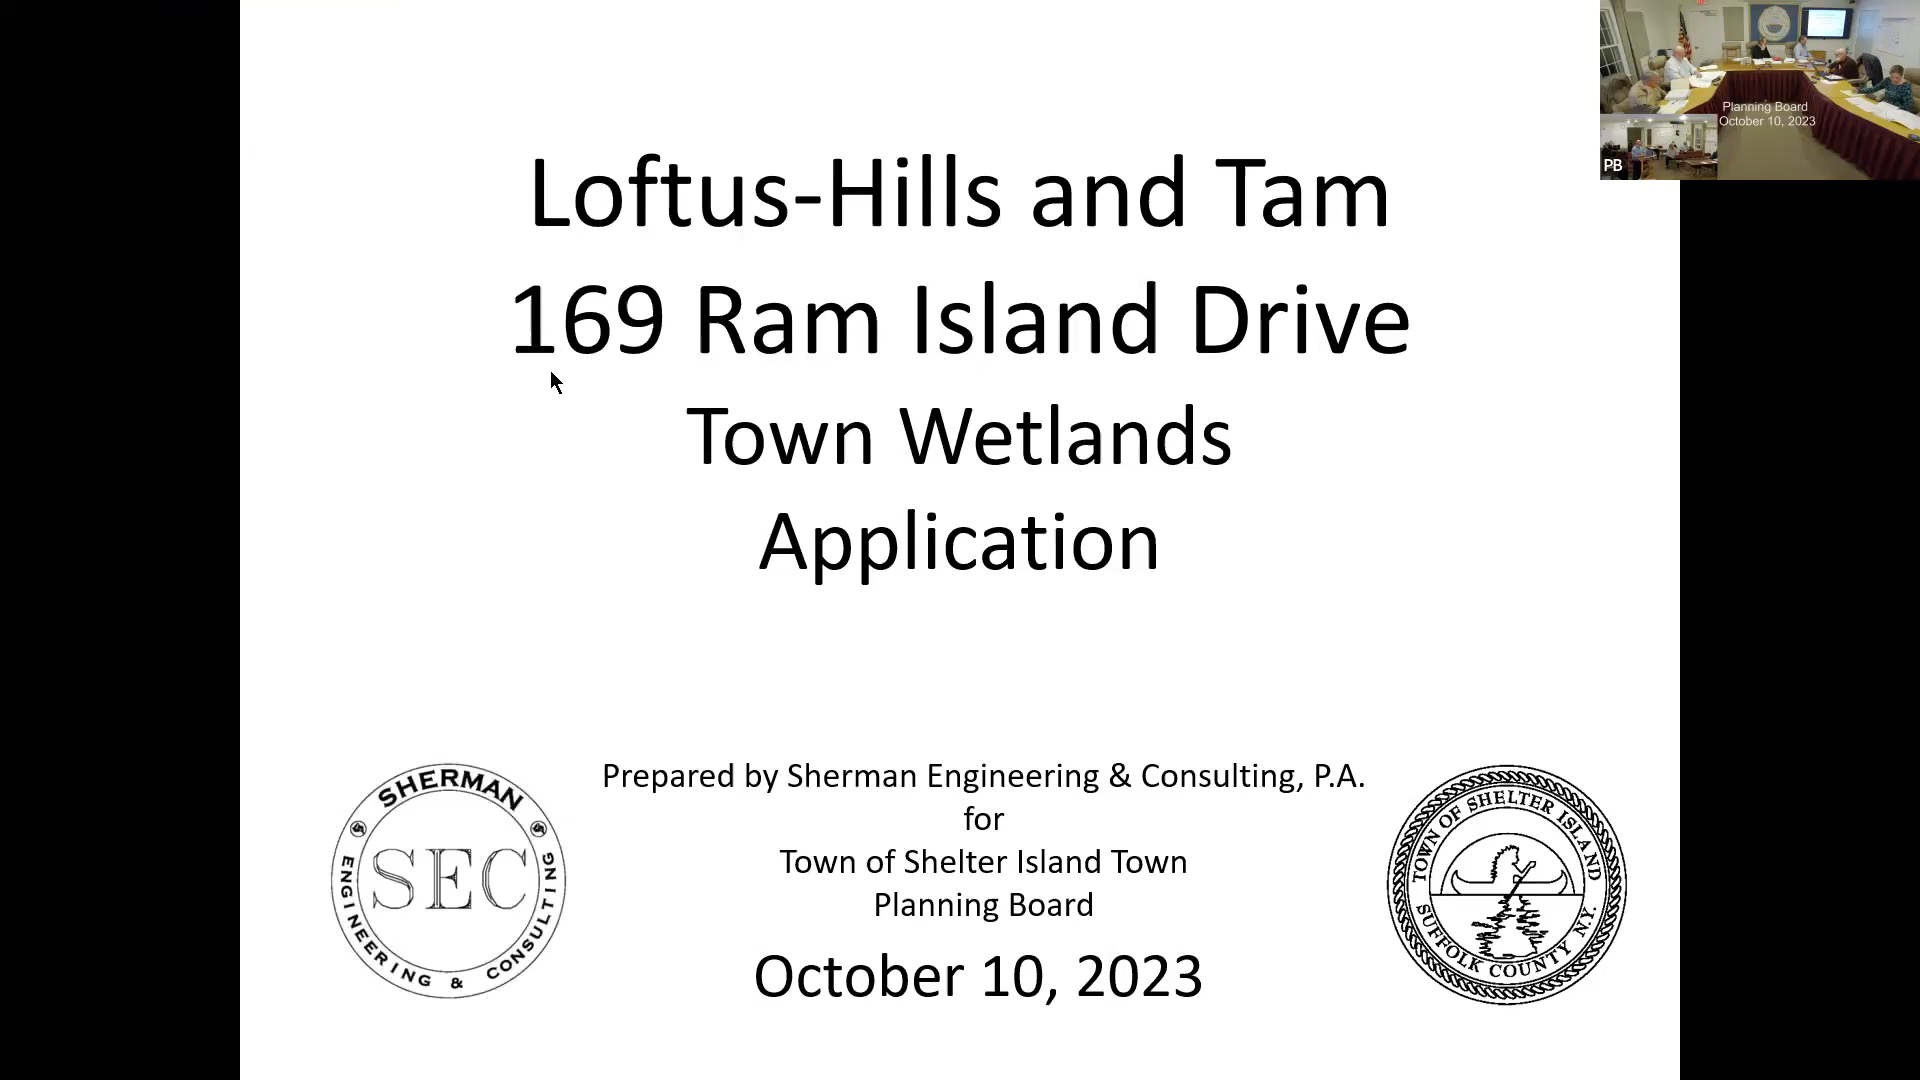 Loftus-Hills and Tam
169 Ram Island Drive
Town Wetlands
Application
Prepared by Sherman Engineering & Consulting, P.A.
for
Town of Shelter Island Town
Planning Board
October 10, 2023
SHERMAN
SEC
ENGINEERING & CONSULTING
TOWN OF SHELTER ISLAND
SUFFOLK COUNTY N.Y.
Planning Board
October 10, 2023
PB